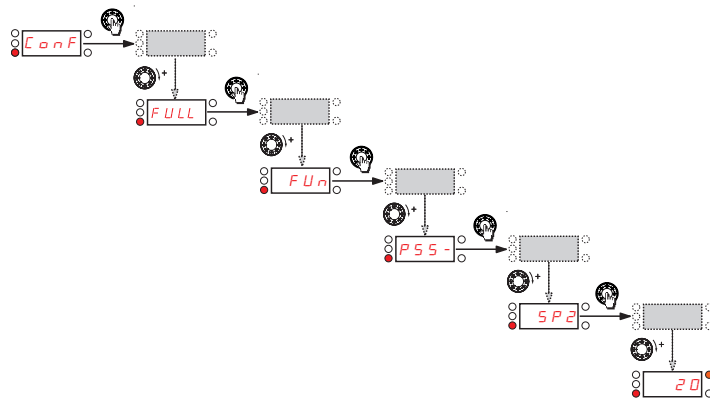 ConF
+
FULL
+
FUn
+
PSS-
+
SP2
+
20